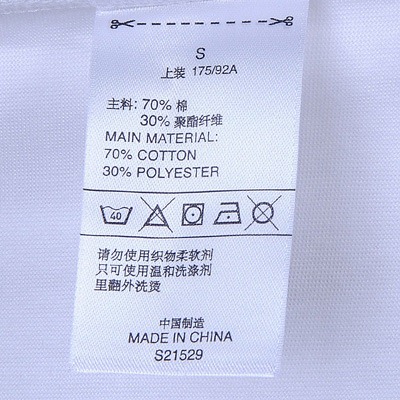 S
上装 175/92A
主料: 70% 棉
30% 聚酯纤维
MAIN MATERIAL:
70% COTTON
30% POLYESTER
40
请勿使用织物柔软剂
只可使用温和洗涤剂
里翻外洗烫
中国制造
MADE IN CHINA
S21529